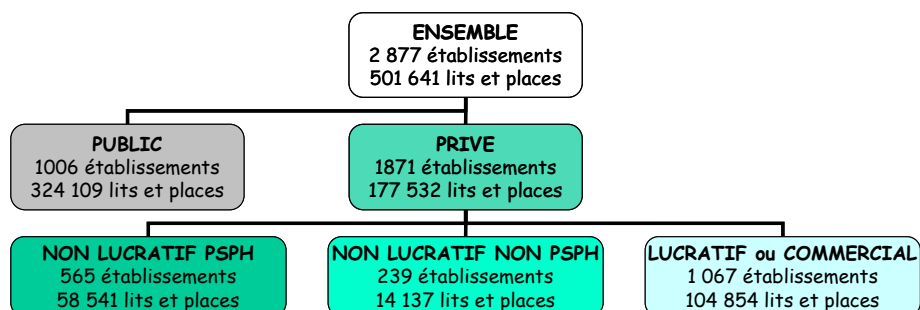 ENSEMBLE
2 877 établissements
501 641 lits et places
PUBLIC
1006 établissements
324 109 lits et places
PRIVE
1871 établissements
177 532 lits et places
NON LUCRATIF PSPH
565 établissements
58 541 lits et places
NON LUCRATIF NON PSPH
239 établissements
14 137 lits et places
LUCRATIF ou COMMERCIAL
1 067 établissements
104 854 lits et places